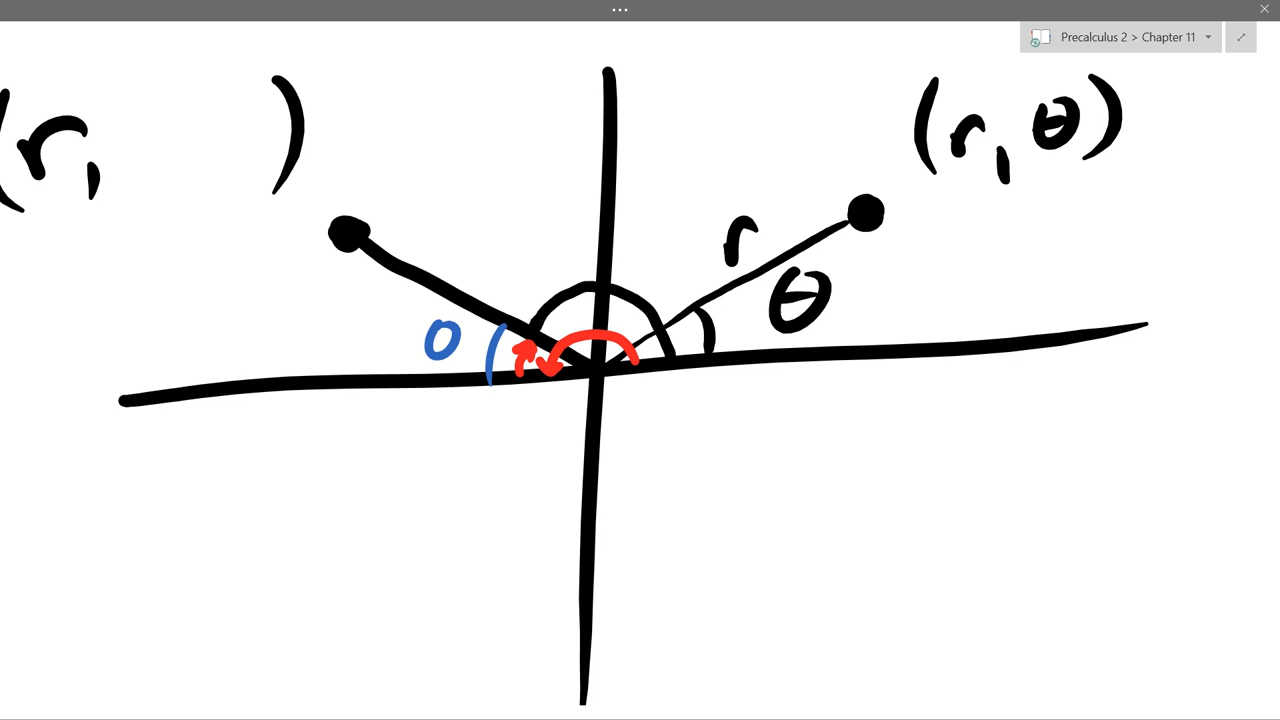 Precalculus 2 > Chapter 11
(r, )
(r, θ)
r
θ
0